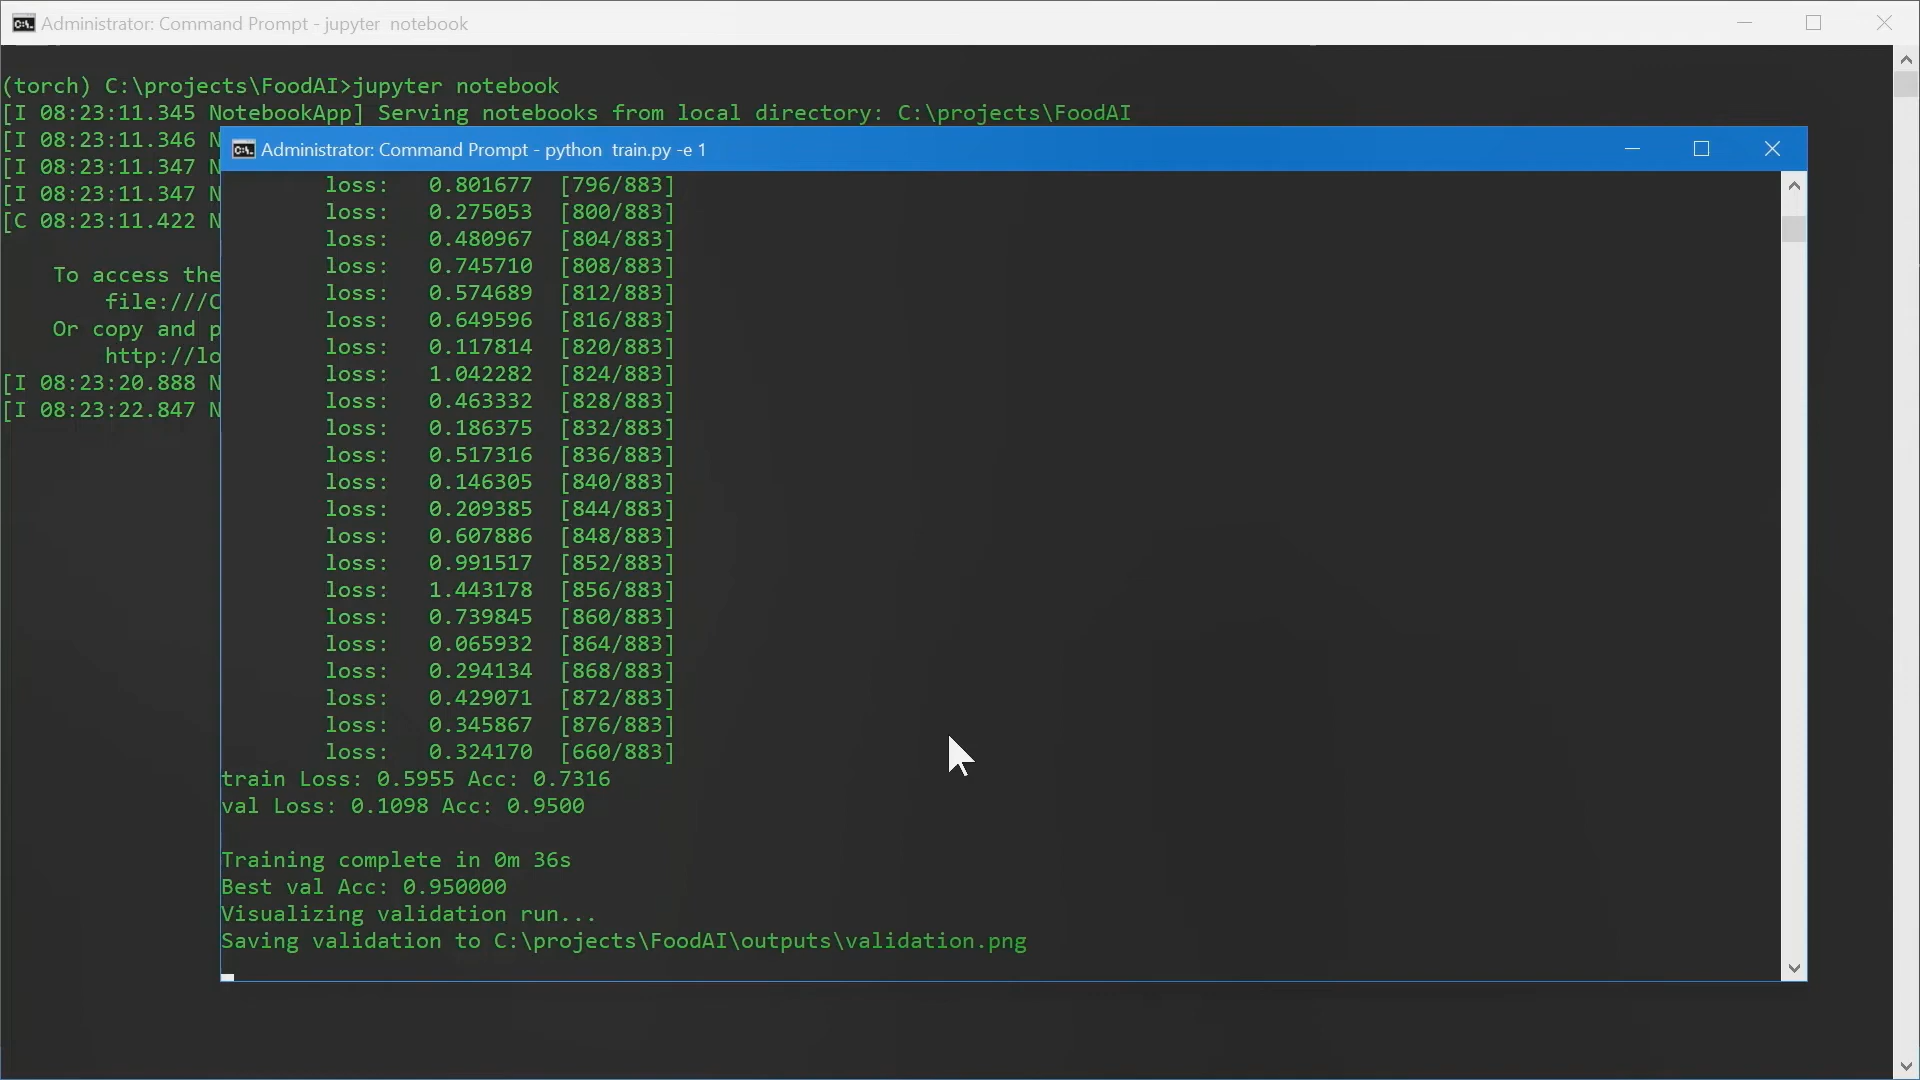 Administrator: Command Prompt - jupyter notebook
(torch) C:\projects\FoodAI>jupyter notebook
[I 08:23:11.345 NotebookApp] Serving notebooks from local directory: C:\projects\FoodAI
[I 08:23:11.346 N
[I 08:23:11.347 N
[I 08:23:11.347 N
[C 08:23:11.422 N
To access the
file:///C
Or copy and p
http://lo
[I 08:23:20.888 N
[I 08:23:22.847 N
Administrator: Command Prompt - python train.py -e 1
loss: 0.801677 [796/883]
loss: 0.275053 [800/883]
loss: 0.480967 [804/883]
loss: 0.745710 [808/883]
loss: 0.574689 [812/883]
loss: 0.649596 [816/883]
loss: 0.117814 [820/883]
loss: 1.042282 [824/883]
loss: 0.463332 [828/883]
loss: 0.186375 [832/883]
loss: 0.517316 [836/883]
loss: 0.146305 [840/883]
loss: 0.209385 [844/883]
loss: 0.607886 [848/883]
loss: 0.991517 [852/883]
loss: 1.443178 [856/883]
loss: 0.739845 [860/883]
loss: 0.065932 [864/883]
loss: 0.294134 [868/883]
loss: 0.429071 [872/883]
loss: 0.345867 [876/883]
loss: 0.324170 [660/883]
train Loss: 0.5955 Acc: 0.7316
val Loss: 0.1098 Acc: 0.9500
Training complete in 0m 36s
Best val Acc: 0.950000
Visualizing validation run...
Saving validation to C:\projects\FoodAI\outputs\validation.png